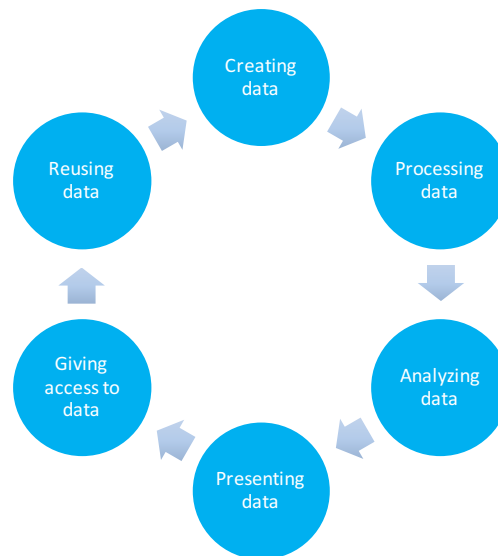 Creating
data
Processing
data
Analyzing
data
Presenting
data
Giving
access to
data
Reusing
data